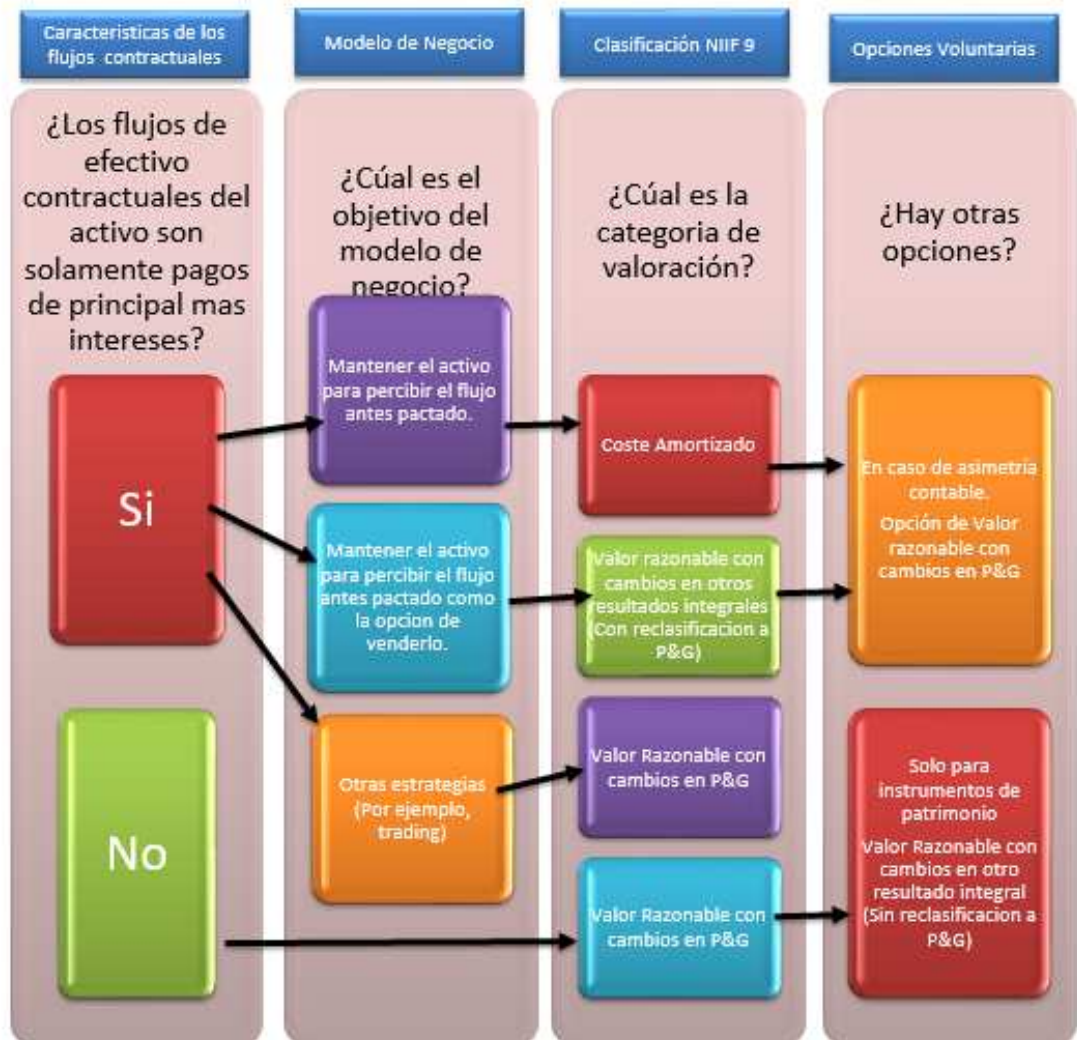 Caracteristicas de los
flujos contractuales
Modelo de Negocio
Clasificación NIIF 9
Opciones Voluntarias
¿Los flujos de
efectivo
contractuales del
activo son
solamente pagos
de principal mas
intereses?
Si
No
¿Cúal es el
objetivo del
modelo de
negocio?
Mantener el activo
para percibir el flujo
antes pactado.
Mantener el activo
para percibir el flujo
antes pactado como
la opcion de
venderlo.
Otras estrategias
(Por ejemplo,
trading)
¿Cúal es la
categoria de
valoración?
Coste Amortizado
Valor razonable con
cambios en otros
resultados integrales
(Con reclasificacion a
P&G)
Valor Razonable con
cambios en P&G
Valor Razonable con
cambios en P&G
¿Hay otras
opciones?
En caso de asimetría
contable.
Opción de Valor
razonable con
cambios en P&G
Solo para
instrumentos de
patrimonio
Valor Razonable con
cambios en otro
resultado integral
(Sin reclasificacion a
P&G)